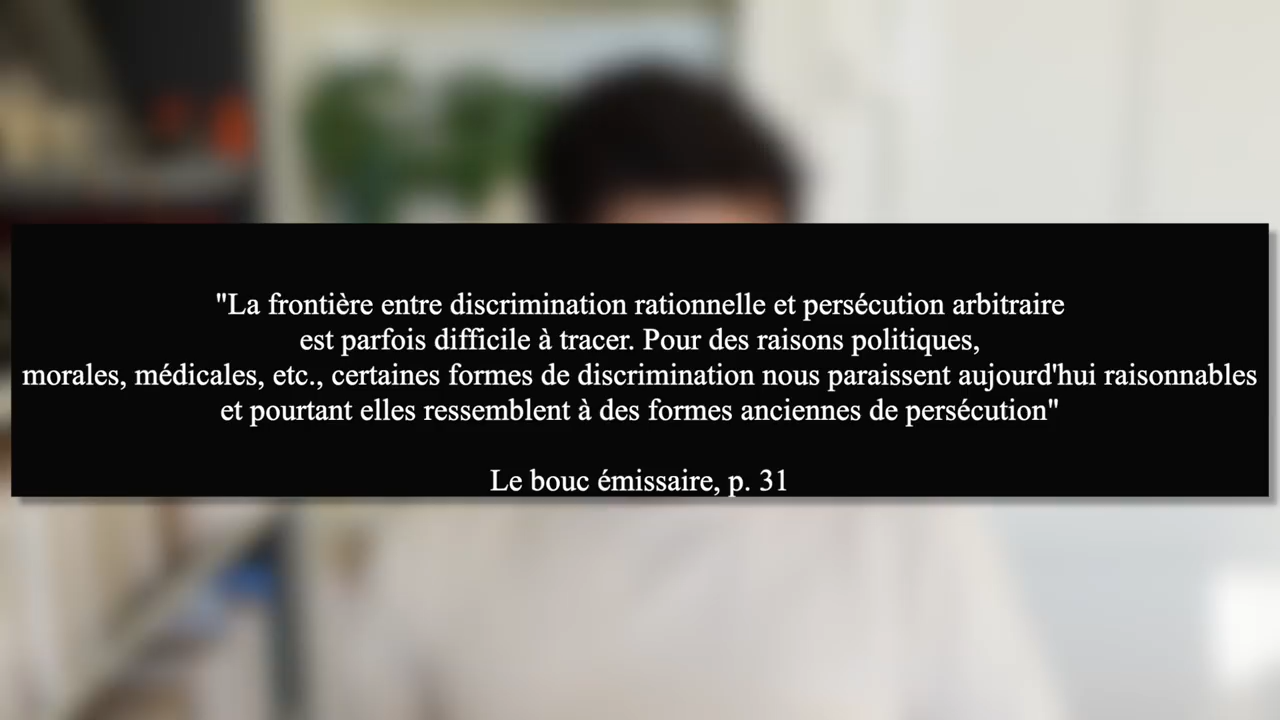 "La frontière entre discrimination rationnelle et persécution arbitraire
est parfois difficile à tracer. Pour des raisons politiques,
morales, médicales, etc., certaines formes de discrimination nous paraissent aujourd'hui raisonnables
et pourtant elles ressemblent à des formes anciennes de persécution"
Le bouc émissaire, p. 31